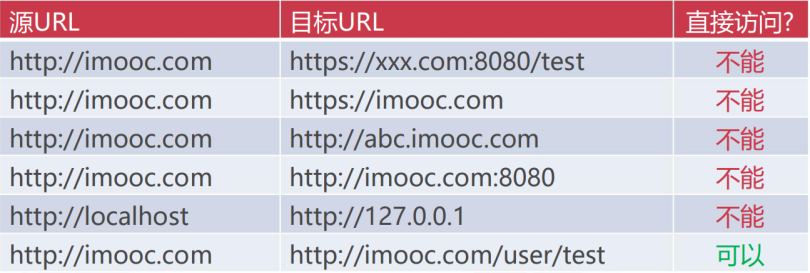 源URL 目标URL 直接访问?
http://imooc.com https://xxx.com:8080/test 不能
http://imooc.com https://imooc.com 不能
http://imooc.com http://abc.imooc.com 不能
http://imooc.com http://imooc.com:8080 不能
http://localhost http://127.0.0.1 不能
http://imooc.com http://imooc.com/user/test 可以